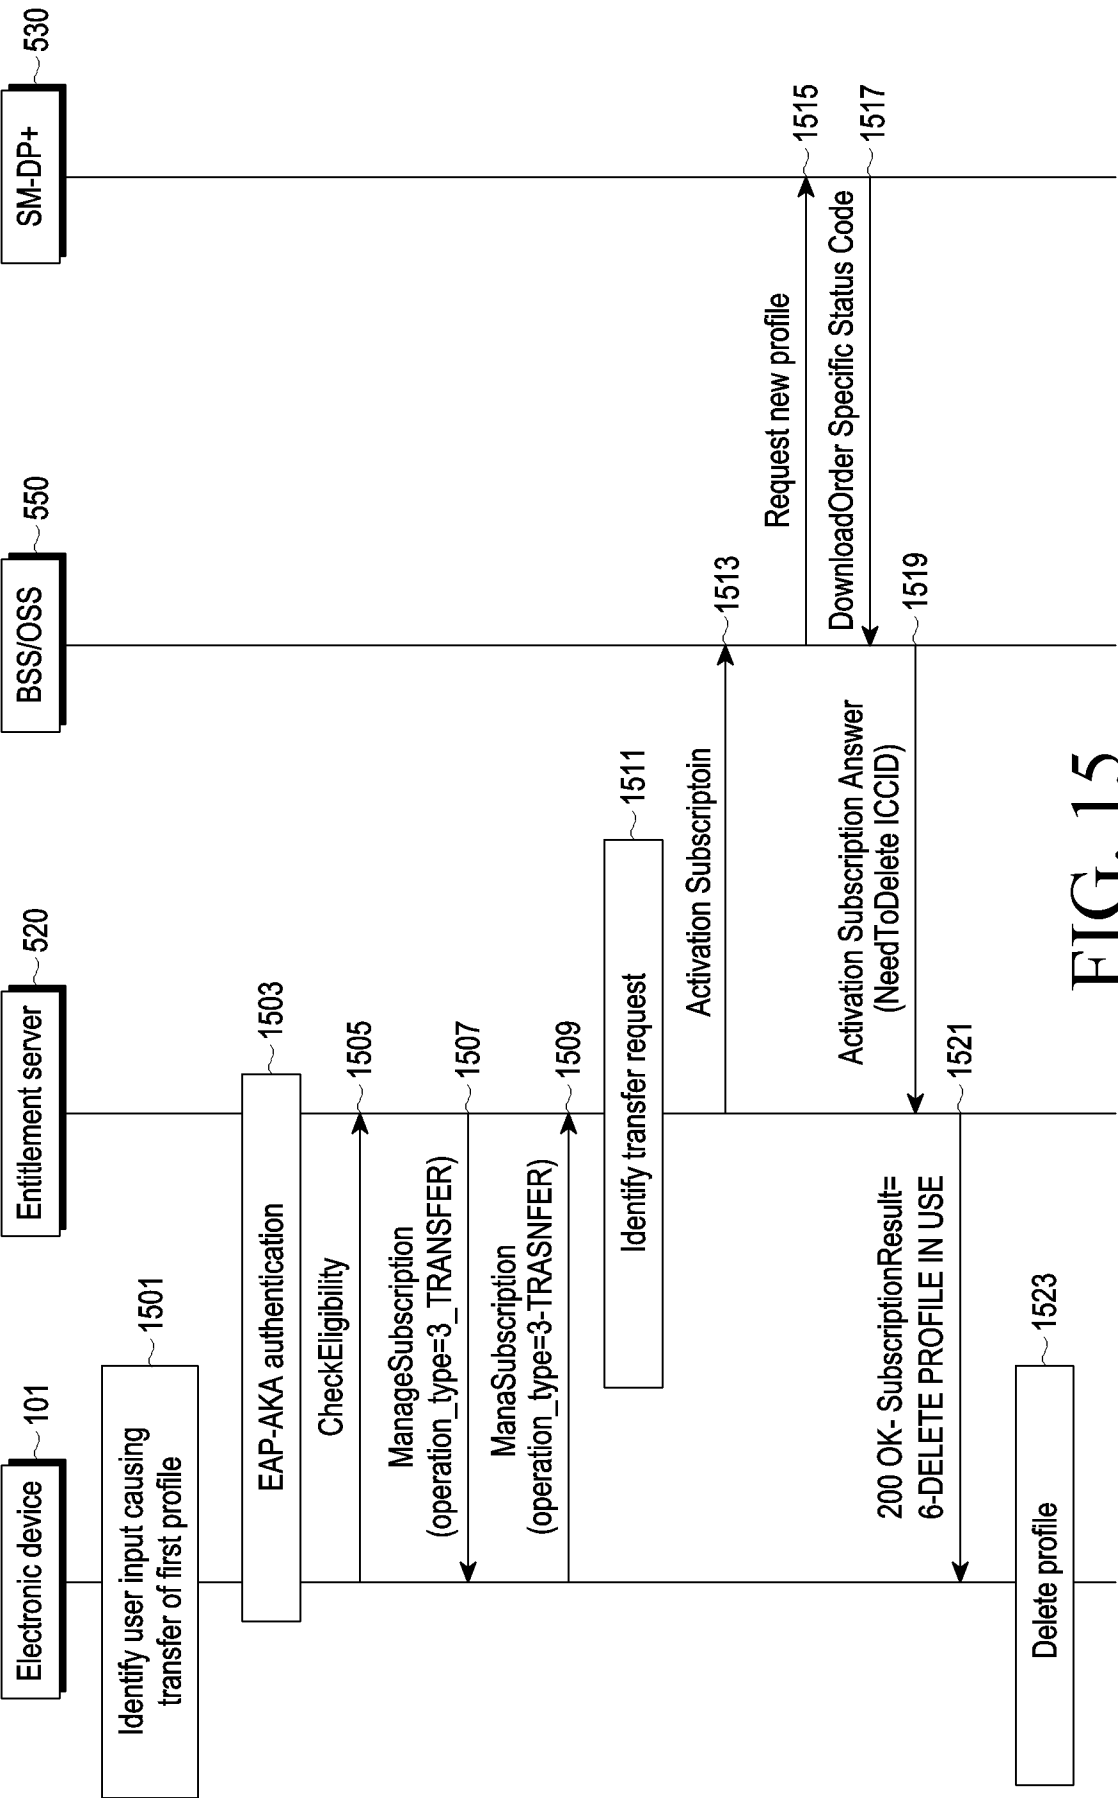 Electronic device
101
Entitlement server
520
BSS/OSS
550
SM-DP+
530
Identify user input causing
transfer of first profile
1501
EAP-AKA authentication
1503
CheckEligibility
1505
ManageSubscription
(operation_type=3_TRANSFER)
1507
ManaSubscription
(operation_type=3-TRASNFER)
1509
Identify transfer request
1511
Activation Subscriptoin
1513
Request new profile
1515
DownloadOrder Specific Status Code
1517
Activation Subscription Answer
(NeedToDelete ICCID)
1519
200 OK- SubscriptionResult=
6-DELETE PROFILE IN USE
1521
Delete profile
1523
FIG. 15